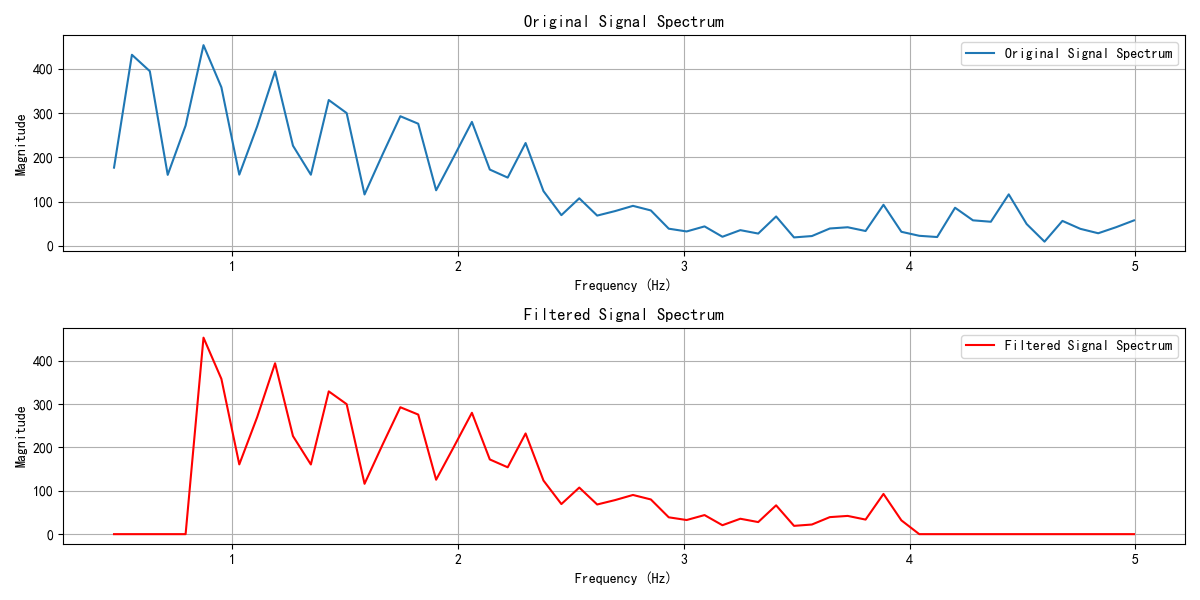 Original Signal Spectrum
Original Signal Spectrum
Magnitude
400
300
200
100
0
1 2 3 4 5
Frequency (Hz)
Filtered Signal Spectrum
Filtered Signal Spectrum
Magnitude
400
300
200
100
0
1 2 3 4 5
Frequency (Hz)